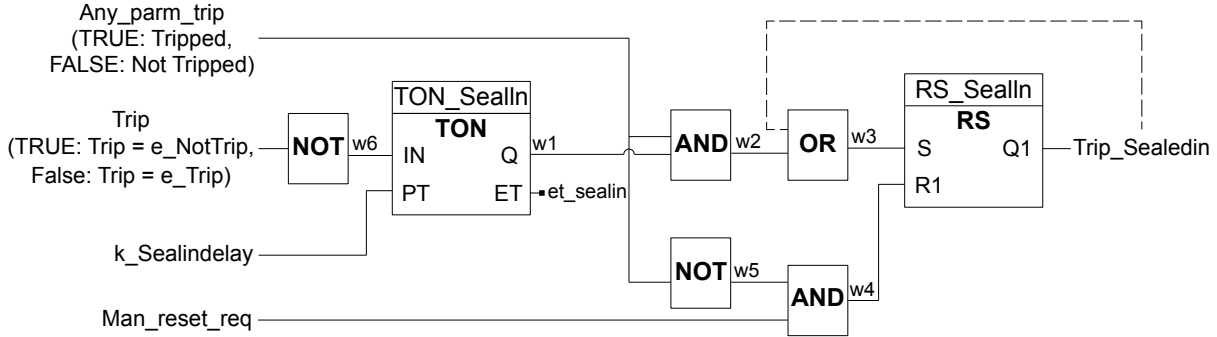 Any_parm_trip
(TRUE: Tripped,
FALSE: Not Tripped)
Trip
(TRUE: Trip = e_NotTrip,
False: Trip = e_Trip)
k_Sealindelay
Man_reset_req
NOT
w6
TON_SealIn
TON
IN
Q
PT
ET
w1
et_sealin
AND
w2
OR
w3
NOT
w5
AND
w4
RS_SealIn
RS
S
Q1
R1
Trip_Sealedin